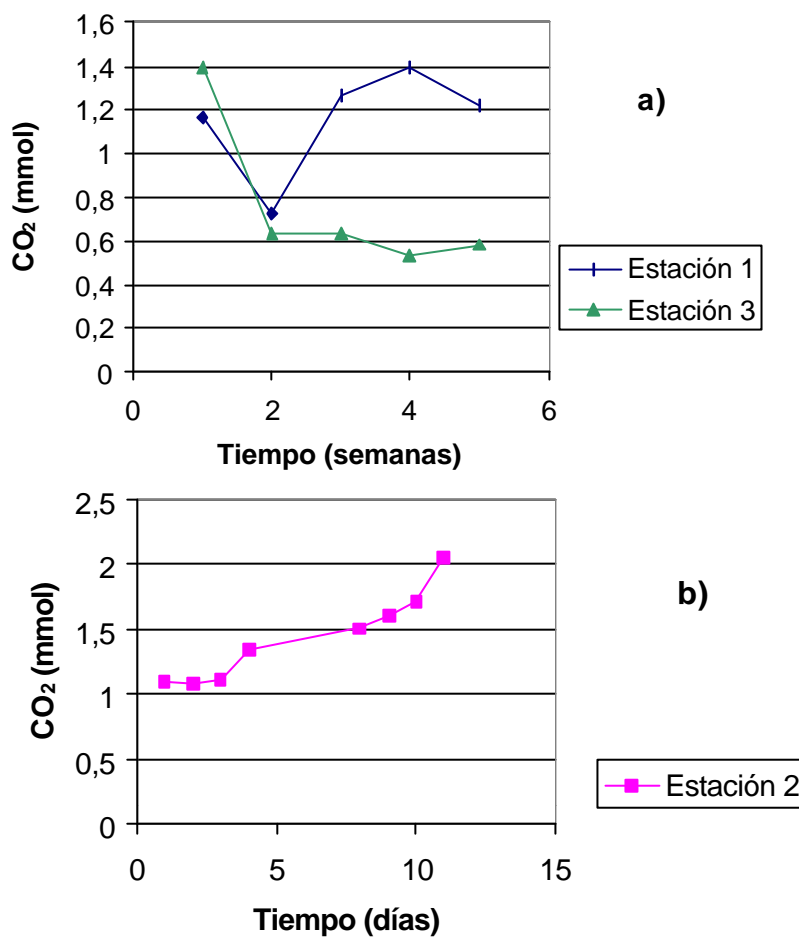 1,6
1,4
1,2
1
0,8
0,6
0,4
0,2
0
CO₂ (mmol)
0 2 4 6
Tiempo (semanas)
a)
Estación 1
Estación 3
2,5
2
1,5
1
0,5
0
CO₂ (mmol)
0 5 10 15
Tiempo (días)
b)
Estación 2